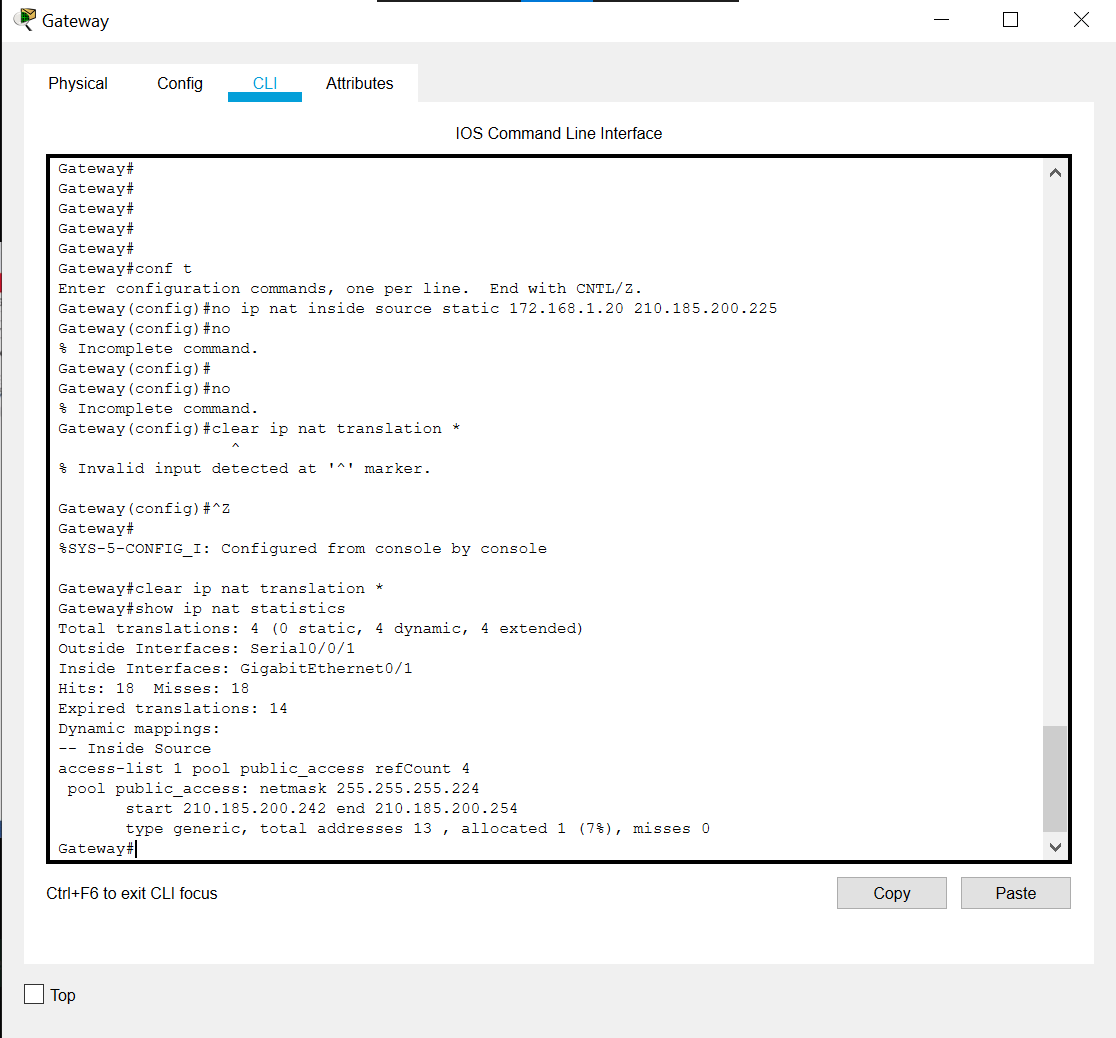 Gateway
Physical Config CLI Attributes
IOS Command Line Interface
Gateway#
Gateway#
Gateway#
Gateway#
Gateway#
Gateway#conf t
Enter configuration commands, one per line.  End with CNTL/Z.
Gateway(config)#no ip nat inside source static 172.168.1.20 210.185.200.225
Gateway(config)#no
% Incomplete command.
Gateway(config)#
Gateway(config)#no
% Incomplete command.
Gateway(config)#clear ip nat translation *
^
% Invalid input detected at '^' marker.
Gateway(config)#^Z
Gateway#
%SYS-5-CONFIG_I: Configured from console by console
Gateway#clear ip nat translation *
Gateway#show ip nat statistics
Total translations: 4 (0 static, 4 dynamic, 4 extended)
Outside Interfaces: Serial0/0/1
Inside Interfaces: GigabitEthernet0/1
Hits: 18  Misses: 18
Expired translations: 14
Dynamic mappings:
-- Inside Source
access-list 1 pool public_access refCount 4
pool public_access: netmask 255.255.255.224
start 210.185.200.242 end 210.185.200.254
type generic, total addresses 13 , allocated 1 (7%), misses 0
Gateway#
Ctrl+F6 to exit CLI focus
Copy Paste
Top